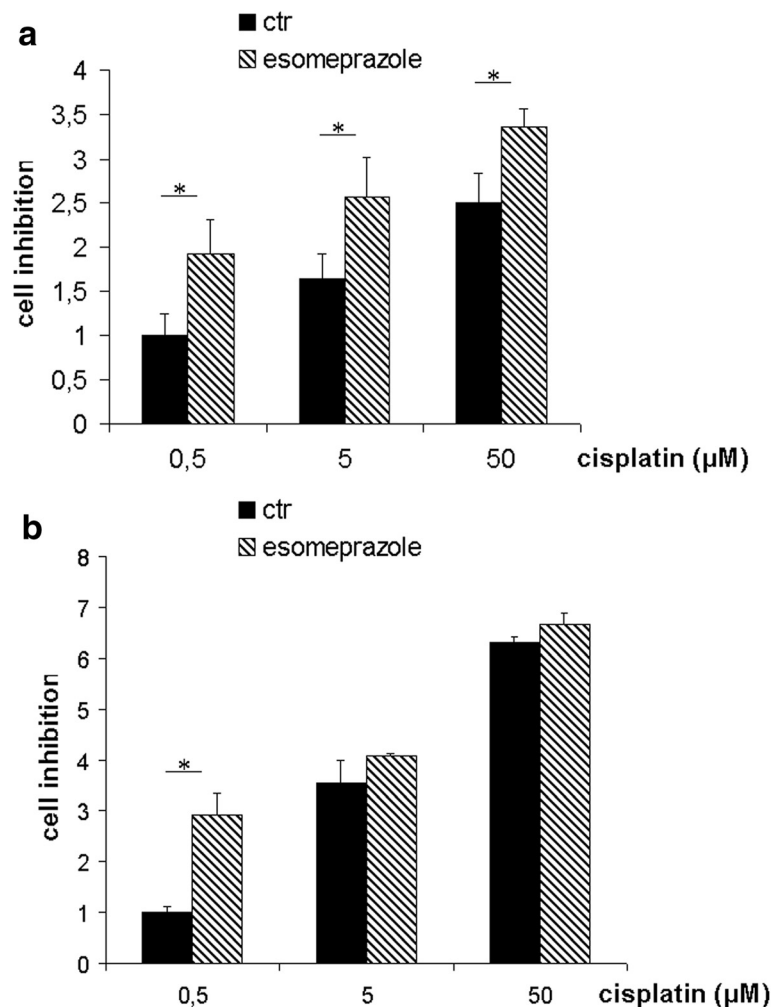 a
ctr
esomeprazole
4
3,5
3
2,5
2
1,5
1
0,5
0
cell inhibition
*
*
*
0,5 5 50 cisplatin (µM)
b
ctr
esomeprazole
8
7
6
5
4
3
2
1
0
cell inhibition
*
0,5 5 50 cisplatin (µM)